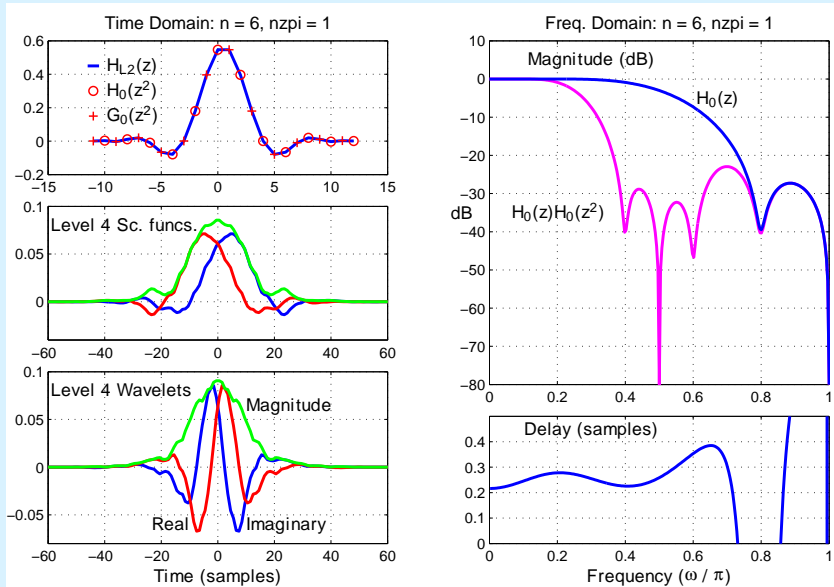 Time Domain: n = 6, nzpi = 1
0.6
0.4
0.2
0
−0.2
H_L2(z)
H_0(z^2)
G_0(z^2)
−15 −10 −5 0 5 10 15
Level 4 Sc. funcs.
0.1
0.05
0
−60 −40 −20 0 20 40 60
Level 4 Wavelets
Magnitude
0.1
0.05
0
−0.05
Real
Imaginary
−60 −40 −20 0 20 40 60
Time (samples)
Freq. Domain: n = 6, nzpi = 1
Magnitude (dB)
10
0
−10
−20
−30
dB
−40
−50
−60
−70
−80
H_0(z)
H_0(z)H_0(z^2)
0 0.2 0.4 0.6 0.8 1
Delay (samples)
0.4
0.3
0.2
0.1
0
0 0.2 0.4 0.6 0.8 1
Frequency (ω / π)